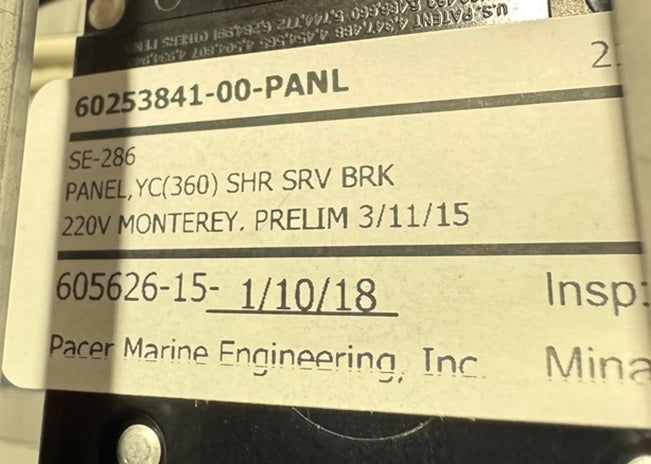 60253841-00-PANL
SE-286
PANEL,YC(360) SHR SRV BRK
220V MONTEREY. PRELIM 3/11/15
605626-15- 1/10/18 Insp:
Pacer Marine Engineering, Inc. Mina